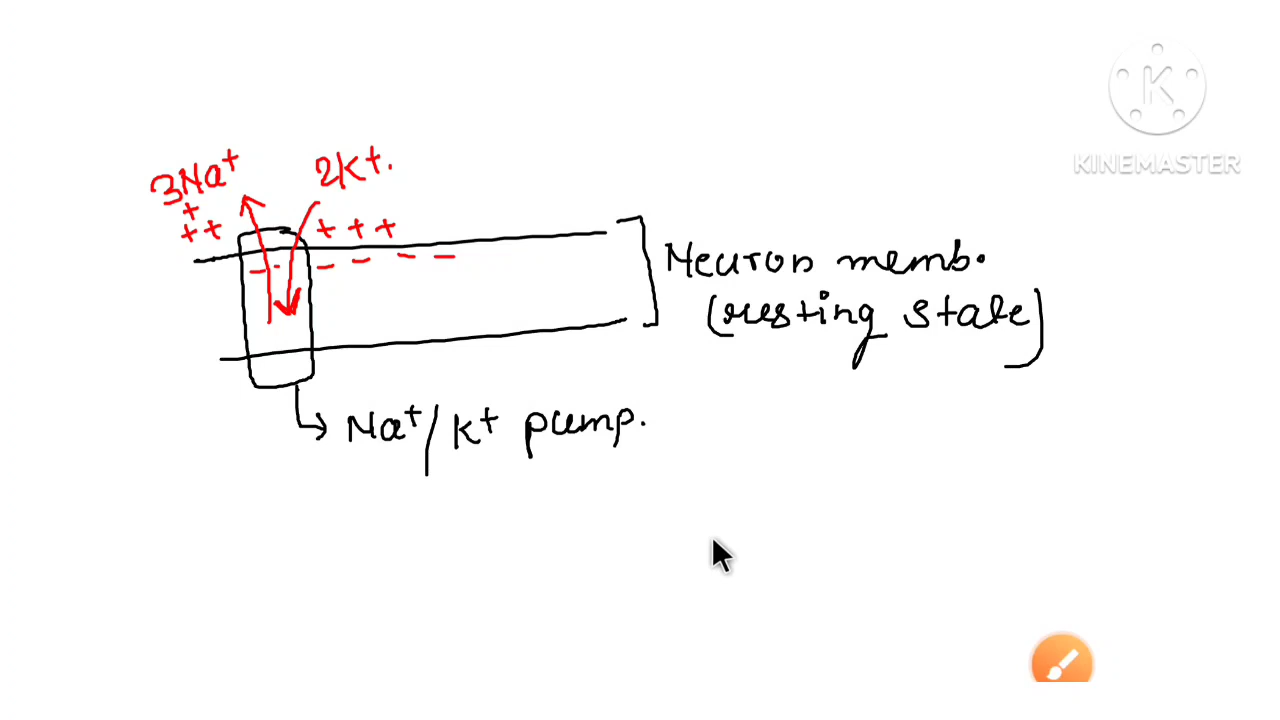 3Na+ 2K+.
+
++ +++
- - - - - -
Neuron memb.
(resting state)
Na+/K+ pump.
K
KINEMASTER